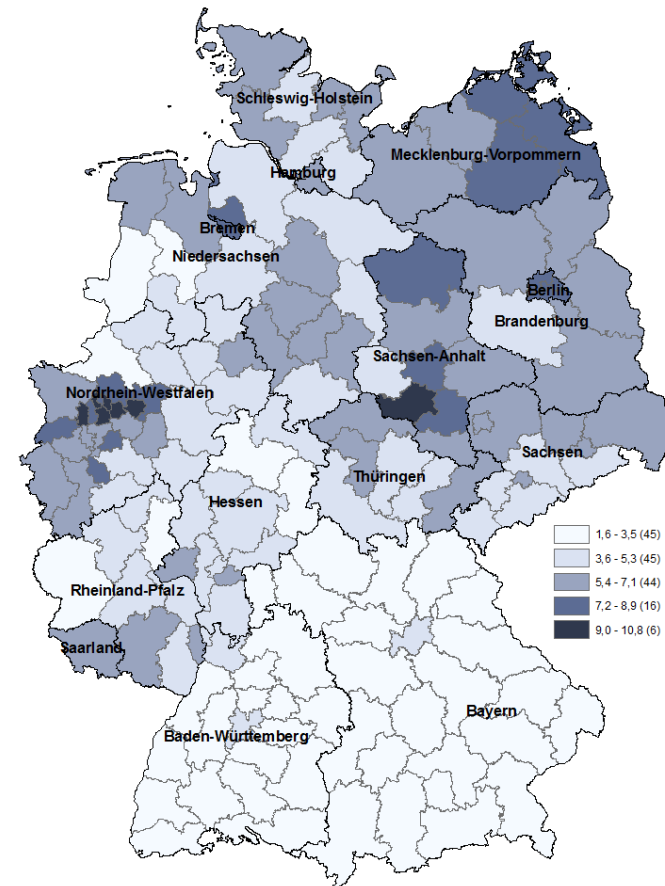 Schleswig-Holstein
Mecklenburg-Vorpommern
Hamburg
Bremen
Niedersachsen
Berlin
Brandenburg
Sachsen-Anhalt
Nordrhein-Westfalen
Sachsen
Thüringen
Hessen
Rheinland-Pfalz
Saarland
Bayern
Baden-Württemberg
1,6 - 3,5 (45)
3,6 - 5,3 (45)
5,4 - 7,1 (44)
7,2 - 8,9 (16)
9,0 - 10,8 (6)